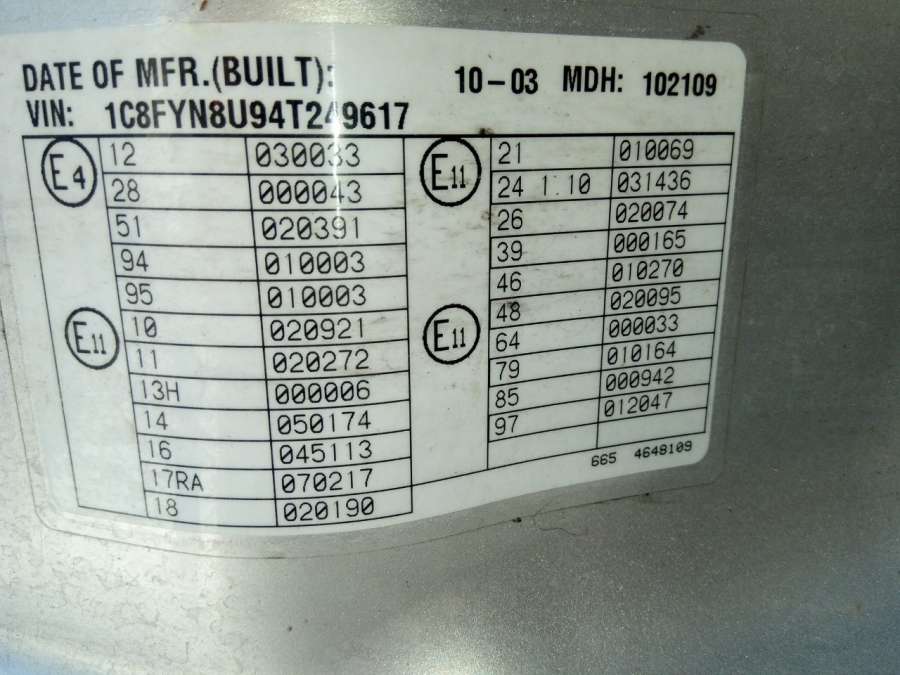 DATE OF MFR.(BUILT): 10-03 MDH: 102109
VIN: 1C8FYN8U94T249617
E4 12 030033
28 000043
51 020391
94 010003
95 010003
E11 10 020921
11 020272
13H 000006
14 050174
16 045113
17RA 070217
18 020190
E11 21 010069
24 1.10 031436
26 020074
39 000165
46 010270
E11 48 020095
64 000033
79 010164
85 000942
97 012047
665 4648109